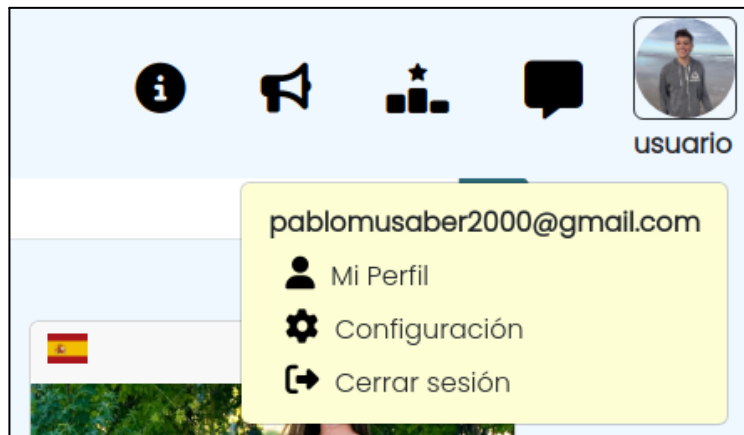 usuario
pablomusaber2000@gmail.com
Mi Perfil
Configuración
Cerrar sesión